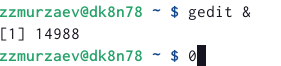 zzmurzaev@dk8n78 ~ $ gedit &
[1] 14988
zzmurzaev@dk8n78 ~ $ 0